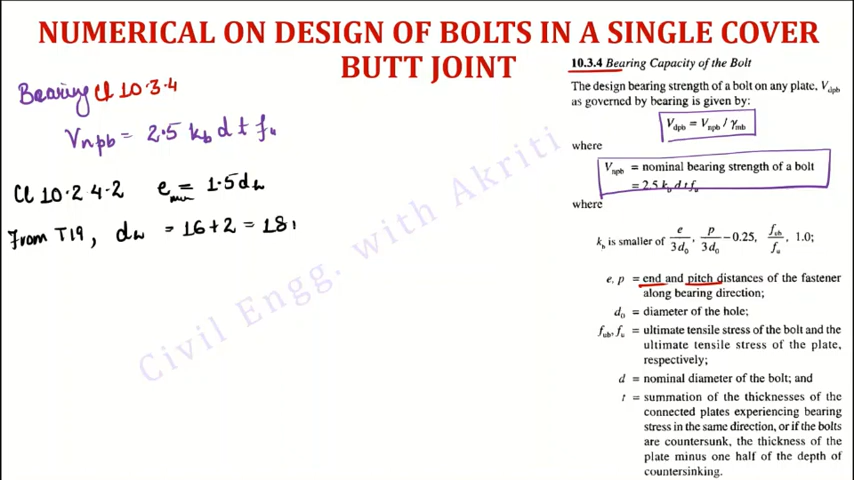 NUMERICAL ON DESIGN OF BOLTS IN A SINGLE COVER
BUTT JOINT
Bearing Cl 10.3.4
Vnpb = 2.5 kb d t fu
Cl 10.2.4.2 emin = 1.5dh
From T19, dh = 16+2 = 18
10.3.4 Bearing Capacity of the Bolt
The design bearing strength of a bolt on any plate, Vdpb
as governed by bearing is given by:
Vdpb = Vnpb / γmb
where
Vnpb = nominal bearing strength of a bolt
= 2.5 kb d t fu
where
kb is smaller of e/3d0, p/3d0 − 0.25, fub/fu, 1.0;
e, p = end and pitch distances of the fastener
along bearing direction;
d0 = diameter of the hole;
fub, fu = ultimate tensile stress of the bolt and the
ultimate tensile stress of the plate,
respectively;
d = nominal diameter of the bolt; and
t = summation of the thicknesses of the
connected plates experiencing bearing
stress in the same direction, or if the bolts
are countersunk, the thickness of the
plate minus one half of the depth of
countersinking.
Civil Engg. with Akriti